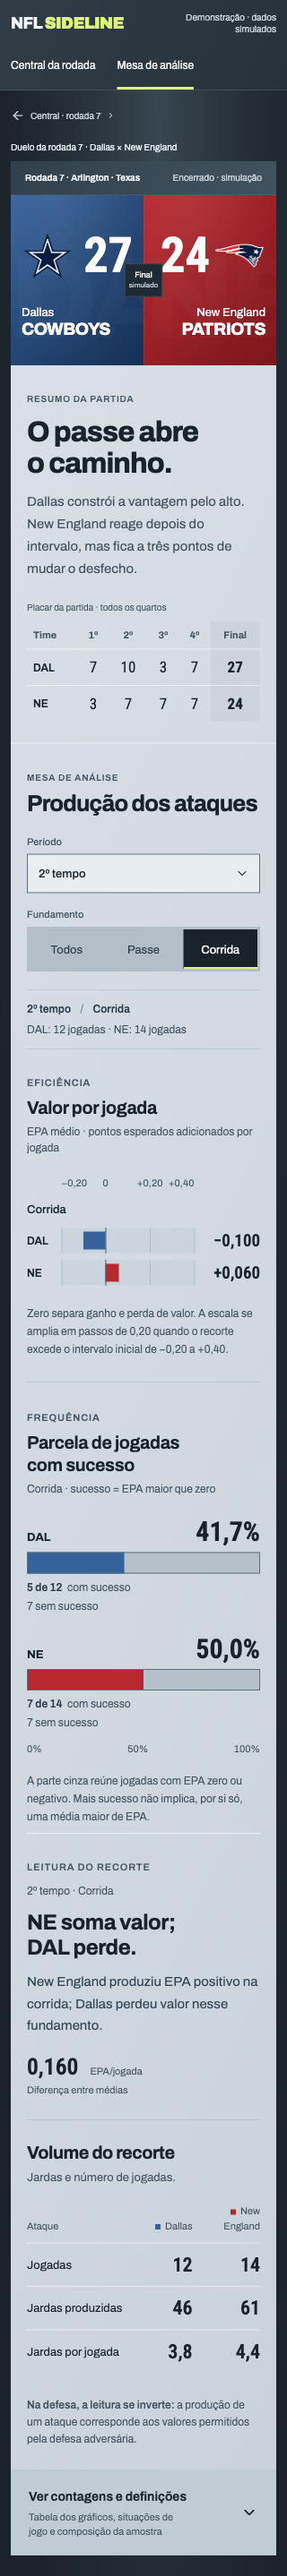 NFL SIDELINE
Demonstração · dados
simulados
Central da rodada
Mesa de análise
Central · rodada 7
Duelo da rodada 7 · Dallas × New England
Rodada 7 · Arlington · Texas
Encerrado · simulação
27
24
Final
simulado
Dallas
COWBOYS
New England
PATRIOTS
RESUMO DA PARTIDA
O passe abre
o caminho.
Dallas constrói a vantagem pelo alto.
New England reage depois do
intervalo, mas fica a três pontos de
mudar o desfecho.
Placar da partida · todos os quartos
Time 1º 2º 3º 4º Final
DAL 7 10 3 7 27
NE 3 7 7 7 24
MESA DE ANÁLISE
Produção dos ataques
Período
2º tempo
Fundamento
Todos
Passe
Corrida
2º tempo / Corrida
DAL: 12 jogadas · NE: 14 jogadas
EFICIÊNCIA
Valor por jogada
EPA médio · pontos esperados adicionados por
jogada
−0,20 0 +0,20 +0,40
Corrida
DAL −0,100
NE +0,060
Zero separa ganho e perda de valor. A escala se
amplia em passos de 0,20 quando o recorte
excede o intervalo inicial de −0,20 a +0,40.
FREQUÊNCIA
Parcela de jogadas
com sucesso
Corrida · sucesso = EPA maior que zero
DAL 41,7%
5 de 12 com sucesso
7 sem sucesso
NE 50,0%
7 de 14 com sucesso
7 sem sucesso
0% 50% 100%
A parte cinza reúne jogadas com EPA zero ou
negativo. Mais sucesso não implica, por si só,
uma média maior de EPA.
LEITURA DO RECORTE
2º tempo · Corrida
NE soma valor;
DAL perde.
New England produziu EPA positivo na
corrida; Dallas perdeu valor nesse
fundamento.
0,160 EPA/jogada
Diferença entre médias
Volume do recorte
Jardas e número de jogadas.
Ataque Dallas New
England
Jogadas 12 14
Jardas produzidas 46 61
Jardas por jogada 3,8 4,4
Na defesa, a leitura se inverte: a produção de
um ataque corresponde aos valores permitidos
pela defesa adversária.
Ver contagens e definições
Tabela dos gráficos, situações de
jogo e composição da amostra